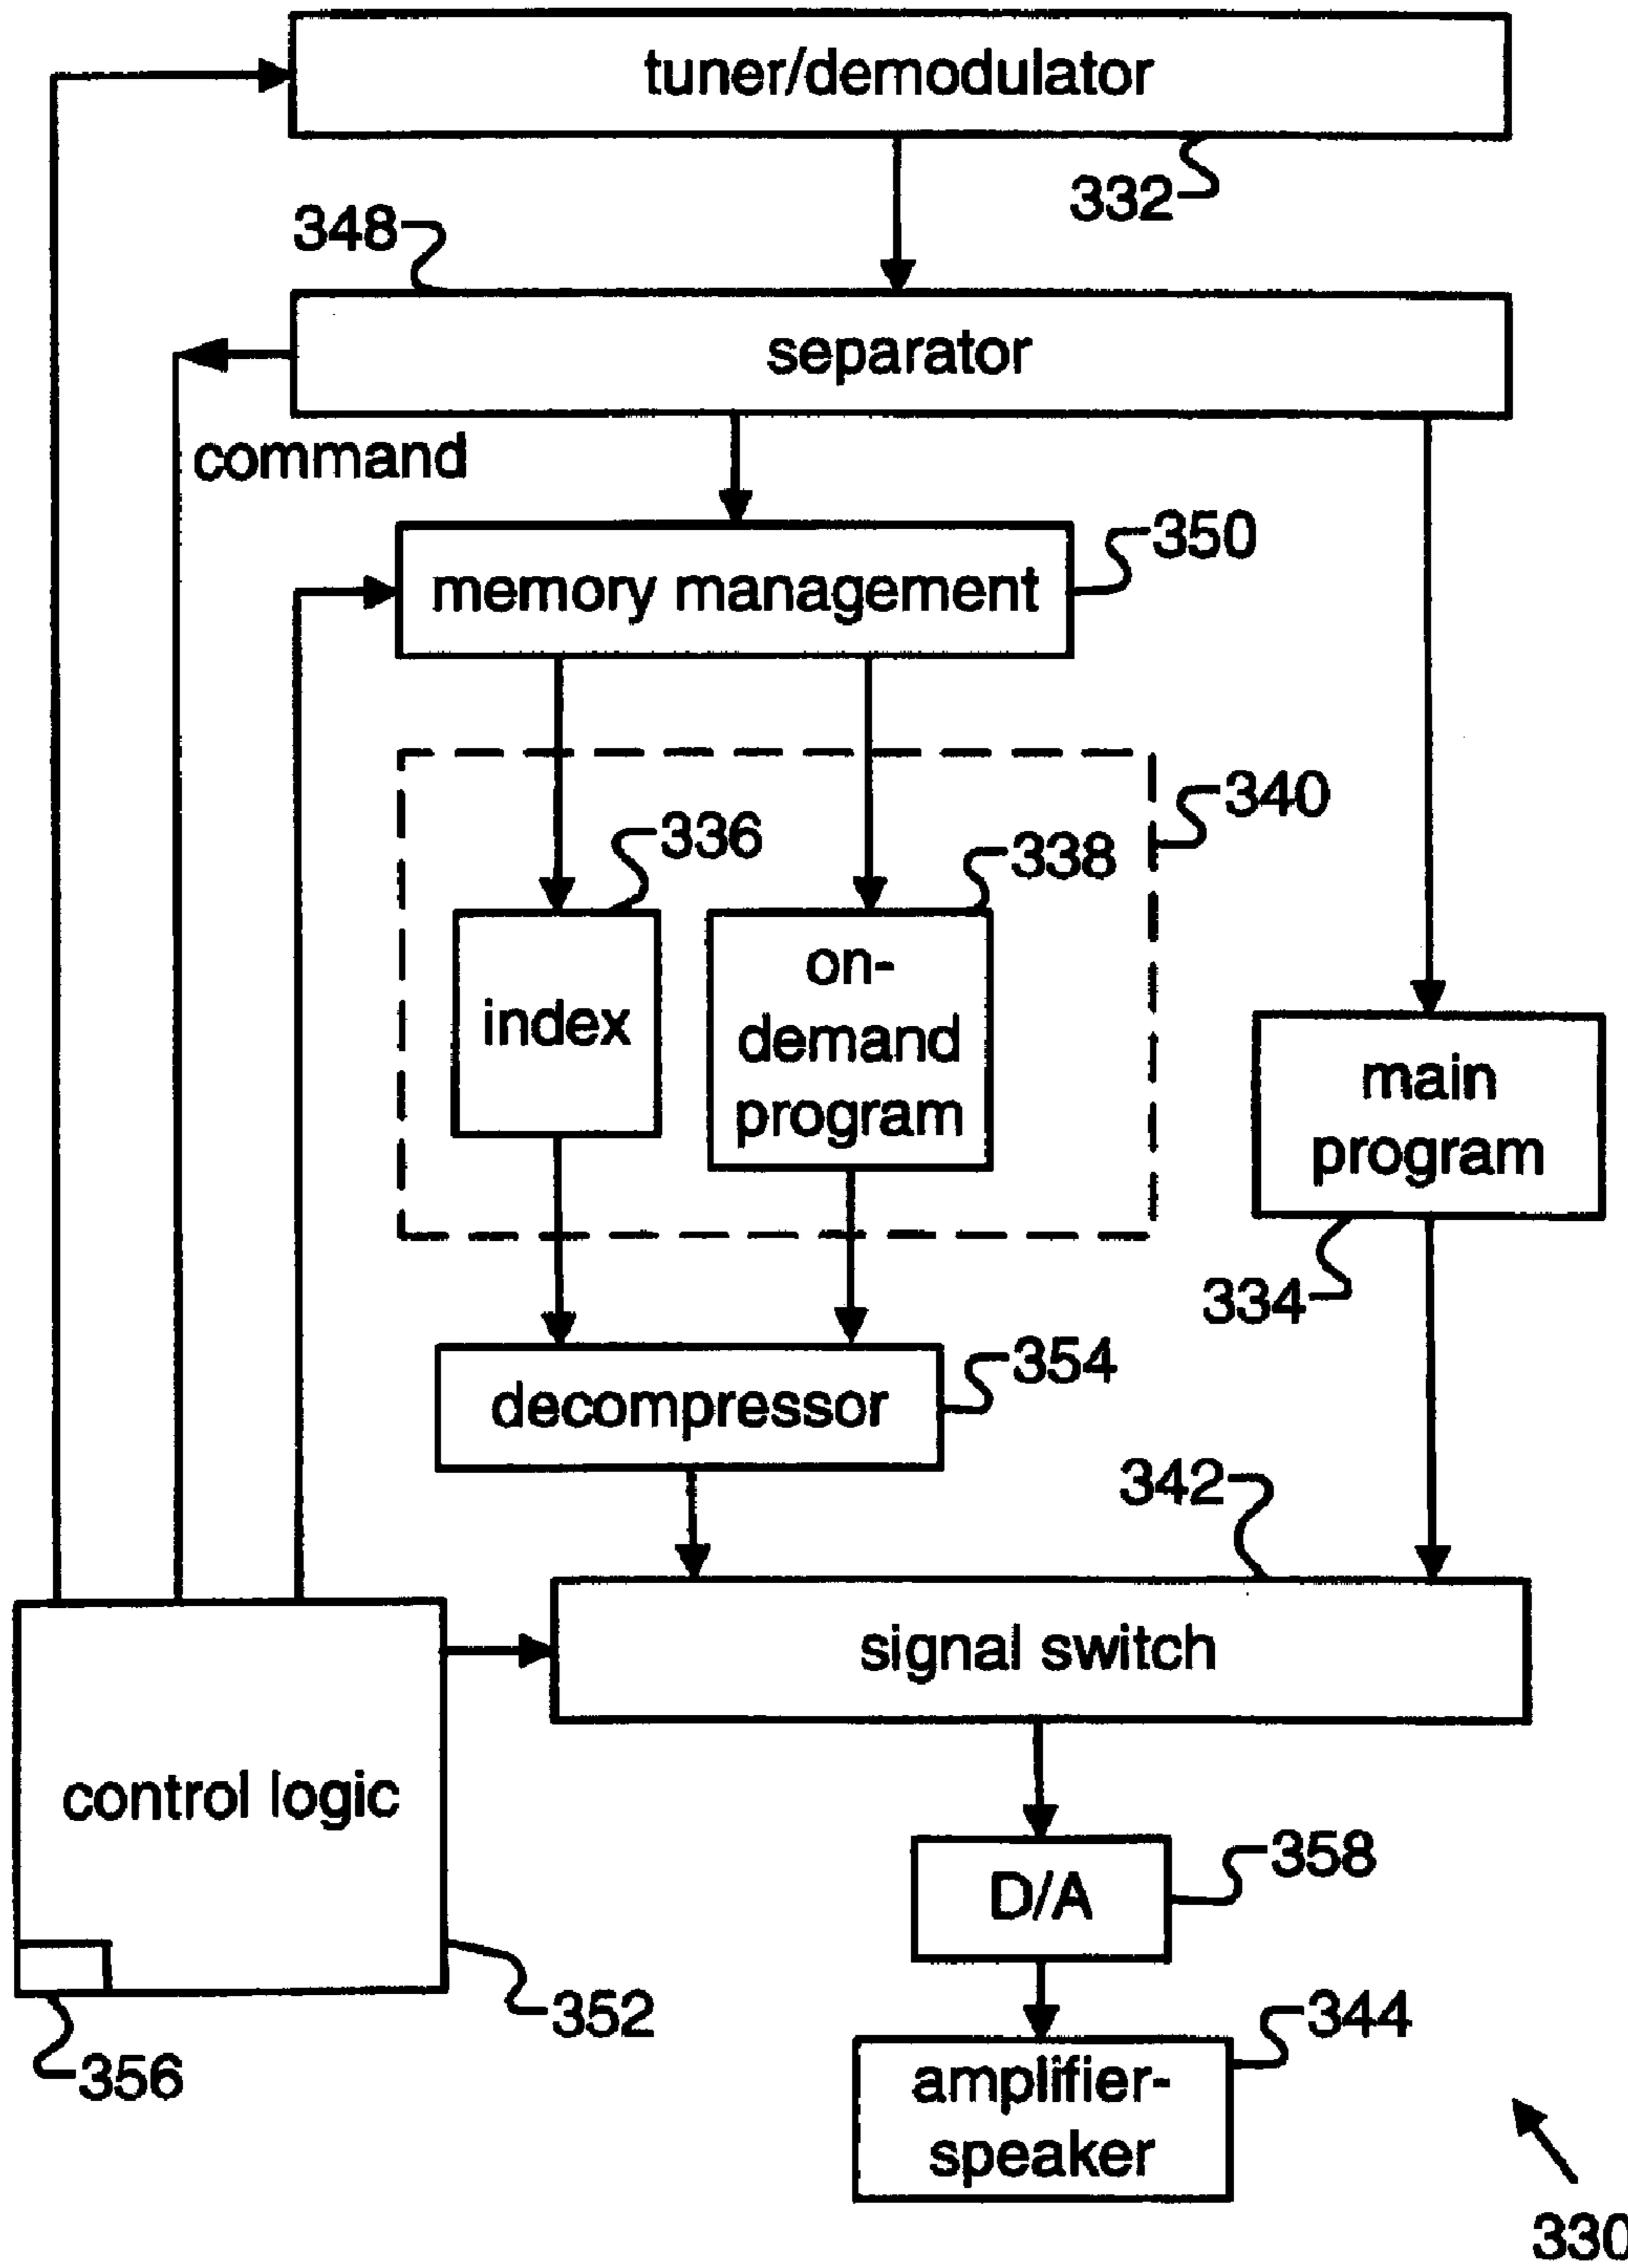 tuner/demodulator
332
348
separator
command
350
memory management
340
336
338
index
on-
demand
program
main
program
334
354
decompressor
342
signal switch
control logic
358
D/A
352
344
356
amplifier-
speaker
330